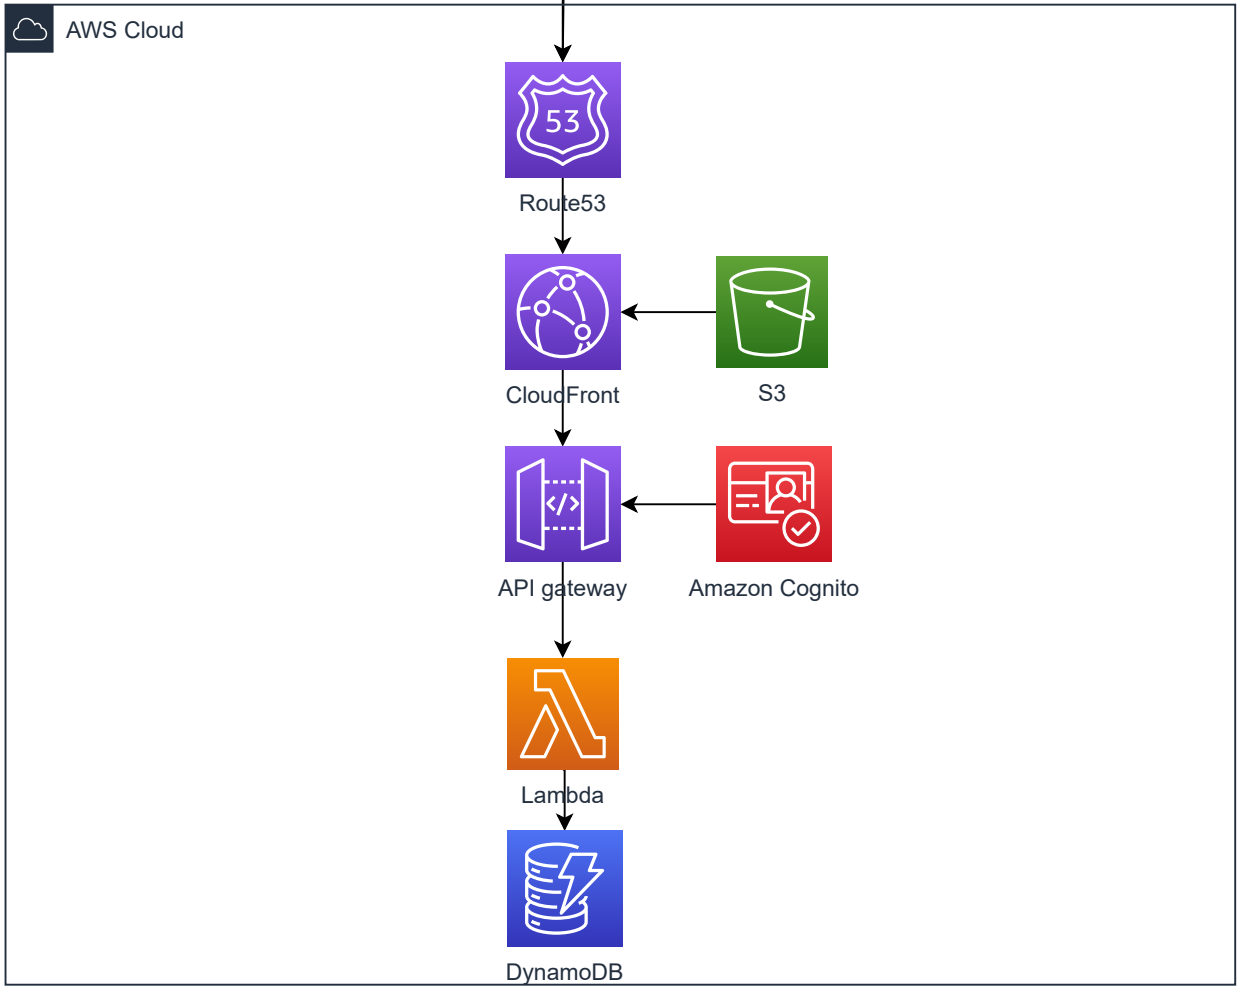 AWS Cloud
53
Route53
CloudFront
S3
</>
API gateway
Amazon Cognito
Lambda
DynamoDB